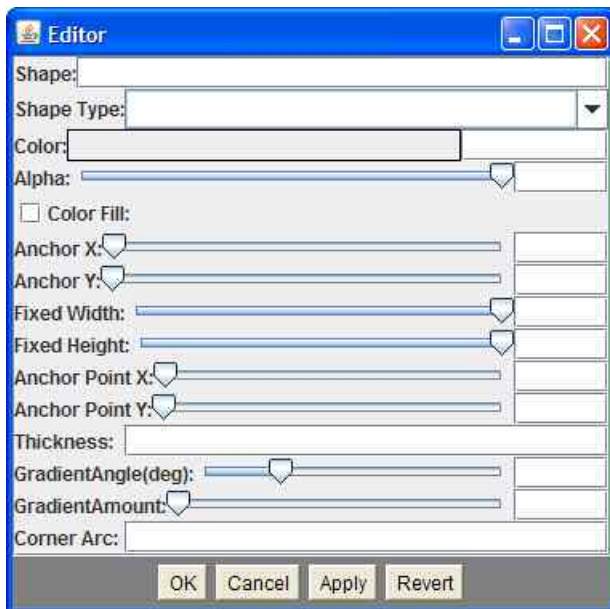 Editor
Shape:
Shape Type:
Color:
Alpha:
Color Fill:
Anchor X:
Anchor Y:
Fixed Width:
Fixed Height:
Anchor Point X:
Anchor Point Y:
Thickness:
GradientAngle(deg):
GradientAmount:
Corner Arc:
OK Cancel Apply Revert